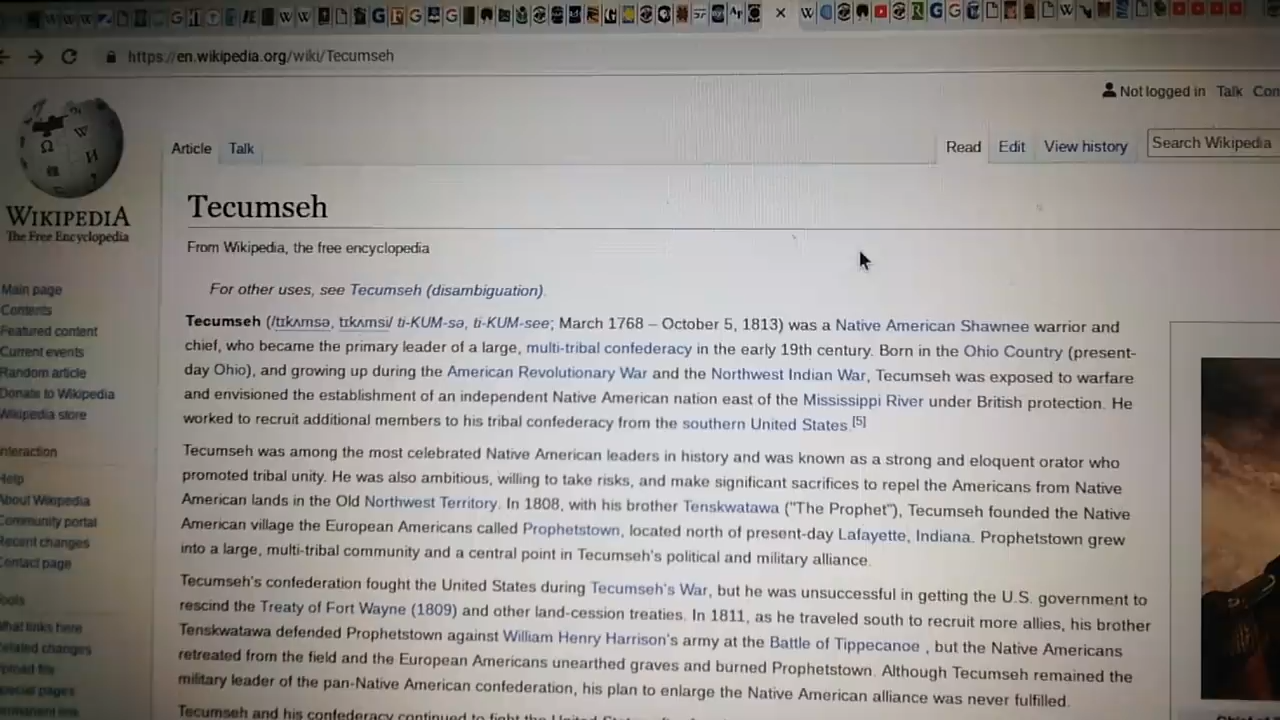 https://en.wikipedia.org/wiki/Tecumseh
Not logged in Talk
Article Talk Read Edit View history Search Wikipedia
WIKIPEDIA
The Free Encyclopedia
Tecumseh
From Wikipedia, the free encyclopedia
For other uses, see Tecumseh (disambiguation).
Tecumseh (/tɪˈkʌmsə, tɪˈkʌmsi/ ti-KUM-sə, ti-KUM-see; March 1768 – October 5, 1813) was a Native American Shawnee warrior and
chief, who became the primary leader of a large, multi-tribal confederacy in the early 19th century. Born in the Ohio Country (present-
day Ohio), and growing up during the American Revolutionary War and the Northwest Indian War, Tecumseh was exposed to warfare
and envisioned the establishment of an independent Native American nation east of the Mississippi River under British protection. He
worked to recruit additional members to his tribal confederacy from the southern United States.[5]
Tecumseh was among the most celebrated Native American leaders in history and was known as a strong and eloquent orator who
promoted tribal unity. He was also ambitious, willing to take risks, and make significant sacrifices to repel the Americans from Native
American lands in the Old Northwest Territory. In 1808, with his brother Tenskwatawa ("The Prophet"), Tecumseh founded the Native
American village the European Americans called Prophetstown, located north of present-day Lafayette, Indiana. Prophetstown grew
into a large, multi-tribal community and a central point in Tecumseh's political and military alliance.
Tecumseh's confederation fought the United States during Tecumseh's War, but he was unsuccessful in getting the U.S. government to
rescind the Treaty of Fort Wayne (1809) and other land-cession treaties. In 1811, as he traveled south to recruit more allies, his brother
Tenskwatawa defended Prophetstown against William Henry Harrison's army at the Battle of Tippecanoe , but the Native Americans
retreated from the field and the European Americans unearthed graves and burned Prophetstown. Although Tecumseh remained the
military leader of the pan-Native American confederation, his plan to enlarge the Native American alliance was never fulfilled.
Tecumseh and his confederacy continued to fight the United States
Main page
Contents
Featured content
Current events
Random article
Donate to Wikipedia
Wikipedia store
nteraction
Help
About Wikipedia
Community portal
Recent changes
Contact page
ools
hat links here
elated changes
pload file
pecial pages
ermanent link